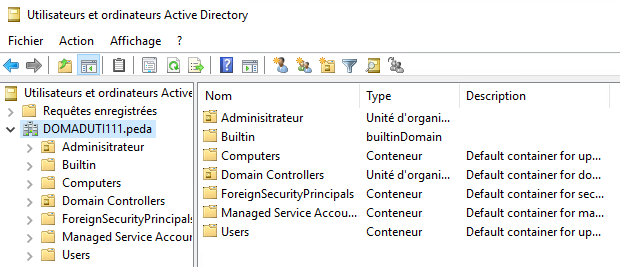 Utilisateurs et ordinateurs Active Directory
Fichier Action Affichage ?
Utilisateurs et ordinateurs Active
Requêtes enregistrées
DOMADUTI111.peda
Adminisitrateur
Builtin
Computers
Domain Controllers
ForeignSecurityPrincipals
Managed Service Accour
Users
Nom Type Description
Adminisitrateur Unité d'organi...
Builtin builtinDomain
Computers Conteneur Default container for up...
Domain Controllers Unité d'organi... Default container for do...
ForeignSecurityPrincipals Conteneur Default container for sec...
Managed Service Accou... Conteneur Default container for ma...
Users Conteneur Default container for up...